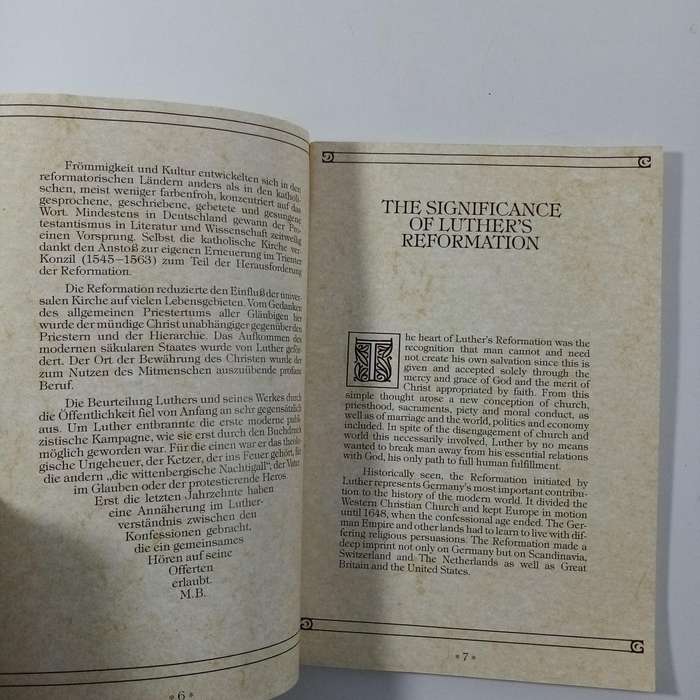 Frömmigkeit und Kultur entwickelten sich in den
reformatorischen Ländern anders als in den katholi-
schen, meist weniger farbenfroh, konzentriert auf das
gesprochene, geschriebene, gebetete und gesungene
Wort. Mindestens in Deutschland gewann der Pro-
testantismus in Literatur und Wissenschaft zeitweilig
einen Vorsprung. Selbst die katholische Kirche ver-
dankt den Anstoß zur eigenen Erneuerung im Trienter
Konzil (1545–1563) zum Teil der Herausforderung
der Reformation.
Die Reformation reduzierte den Einfluß der univer-
salen Kirche auf vielen Lebensgebieten. Vom Gedanken
des allgemeinen Priestertums aller Gläubigen hier
wurde der mündige Christ unabhängiger gegenüber den
Priestern und der Hierarchie. Das Aufkommen des
modernen säkularen Staates wurde von Luther geför-
dert. Der Ort der Bewährung des Christen wurde der
zum Nutzen des Mitmenschen auszuübende profane
Beruf.
Die Beurteilung Luthers und seines Werkes durch
die Öffentlichkeit fiel von Anfang an sehr gegensätzlich
aus. Um Luther entbrannte die erste moderne publi-
zistische Kampagne, wie sie erst durch den Buchdruck
möglich geworden war. Für die einen war er das theolo-
gische Ungeheuer, der Ketzer, der ins Feuer gehört, für
die andern „die wittenbergische Nachtigall", der Vater
im Glauben oder der protestierende Heros.
Erst die letzten Jahrzehnte haben
eine Annäherung im Luther-
verständnis zwischen den
Konfessionen gebracht,
die ein gemeinsames
Hören auf seine
Offerten
erlaubt.
M.B.
* 6 *
THE SIGNIFICANCE
OF LUTHER'S
REFORMATION
The heart of Luther's Reformation was the
recognition that man cannot and need
not create his own salvation since this is
given and accepted solely through the
mercy and grace of God and the merit of
Christ appropriated by faith. From this
simple thought arose a new conception of church,
priesthood, sacraments, piety and moral conduct, as
well as of marriage and the world, politics and economy
included. In spite of the disengagement of church and
world this necessarily involved, Luther by no means
wanted to break man away from his essential relations
with God, his only path to full human fulfillment.
Historically seen, the Reformation initiated by
Luther represents Germany's most important contribu-
tion to the history of the modern world. It divided the
Western Christian Church and kept Europe in motion
until 1648, when the confessional age ended. The Ger-
man Empire and other lands had to learn to live with dif-
fering religious persuasions. The Reformation made a
deep imprint not only on Germany but on Scandinavia,
Switzerland and The Netherlands as well as Great
Britain and the United States.
* 7 *